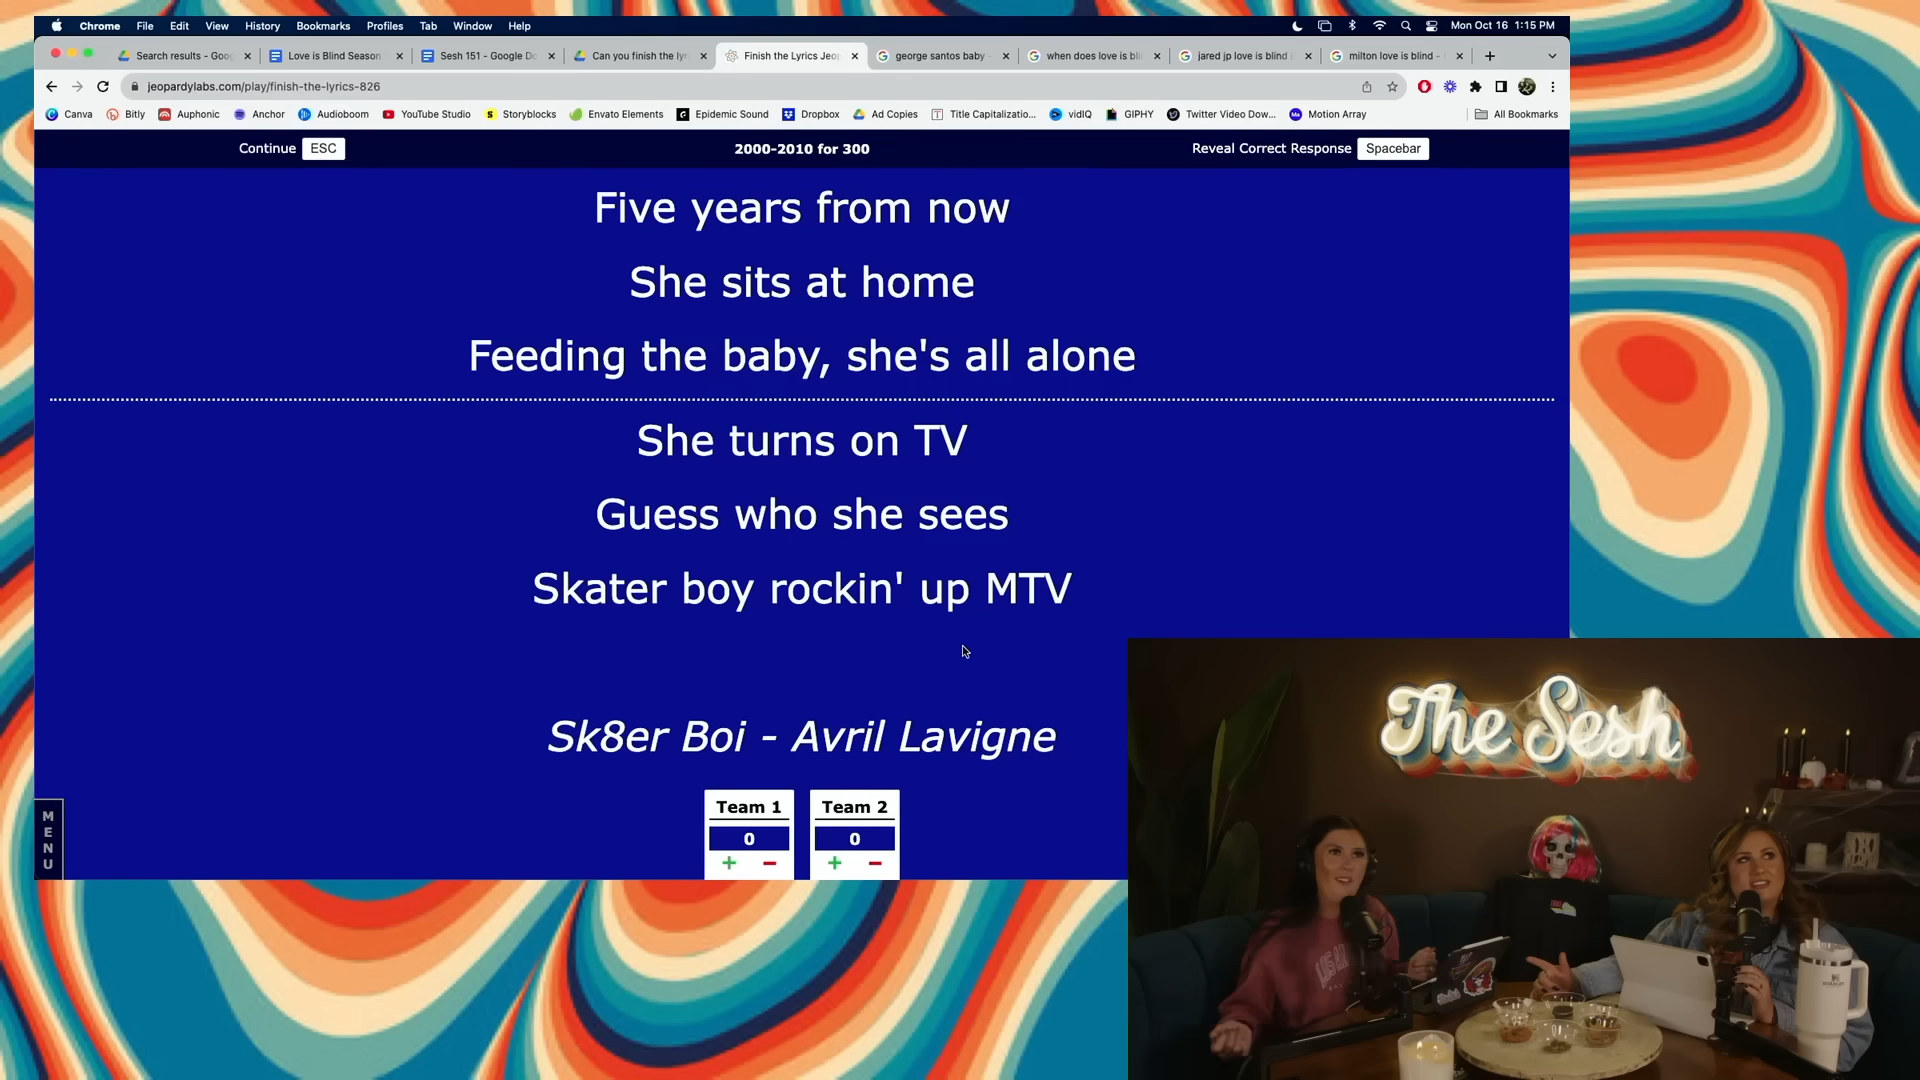 Chrome File Edit View History Bookmarks Profiles Tab Window Help Mon Oct 16 1:15 PM
Search results - Goo Love is Blind Season Sesh 151 - Google Do Can you finish the lyr Finish the Lyrics Jeop george santos baby when does love is bli jared jp love is blind milton love is blind -
jeopardylabs.com/play/finish-the-lyrics-826
Canva Bitly Auphonic Anchor Audioboom YouTube Studio Storyblocks Envato Elements Epidemic Sound Dropbox Ad Copies Title Capitalizatio... vidIQ GIPHY Twitter Video Dow... Motion Array All Bookmarks
Continue ESC 2000-2010 for 300 Reveal Correct Response Spacebar
Five years from now
She sits at home
Feeding the baby, she's all alone
She turns on TV
Guess who she sees
Skater boy rockin' up MTV
Sk8er Boi - Avril Lavigne
MENU
Team 1 Team 2
0 0
+ − + −
The Sesh